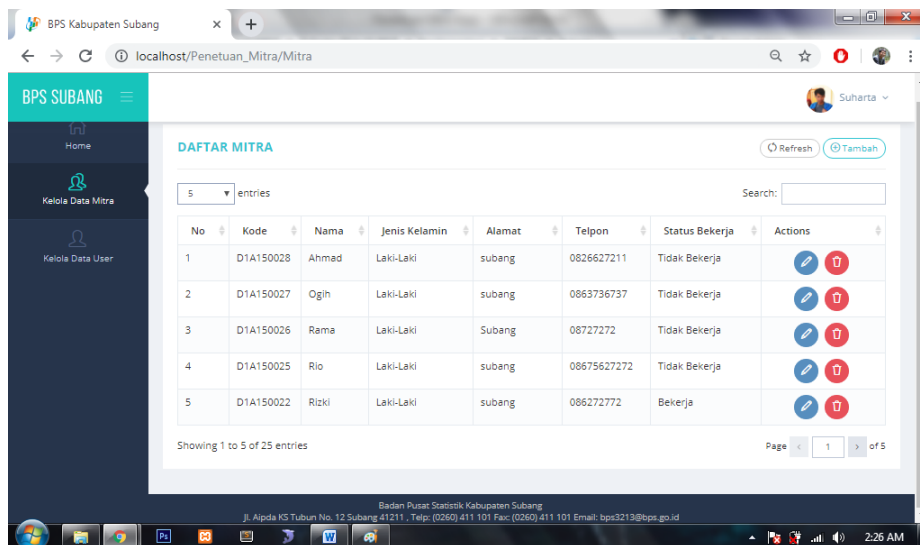 BPS Kabupaten Subang
localhost/Penetuan_Mitra/Mitra
BPS SUBANG
Suharta
Home
Kelola Data Mitra
Kelola Data User
DAFTAR MITRA
Refresh
Tambah
5 entries
Search:
No Kode Nama Jenis Kelamin Alamat Telpon Status Bekerja Actions
1 D1A150028 Ahmad Laki-Laki subang 0826627211 Tidak Bekerja
2 D1A150027 Ogih Laki-Laki subang 0863736737 Tidak Bekerja
3 D1A150026 Rama Laki-Laki Subang 08727272 Tidak Bekerja
4 D1A150025 Rio Laki-Laki subang 08675627272 Tidak Bekerja
5 D1A150022 Rizki Laki-Laki subang 086272772 Bekerja
Showing 1 to 5 of 25 entries
Page 1 of 5
Badan Pusat Statistik Kabupaten Subang
Jl. Aipda KS Tubun No. 12 Subang 41211 , Telp: (0260) 411 101 Fax: (0260) 411 101 Email: bps3213@bps.go.id
Ps
W
2:26 AM